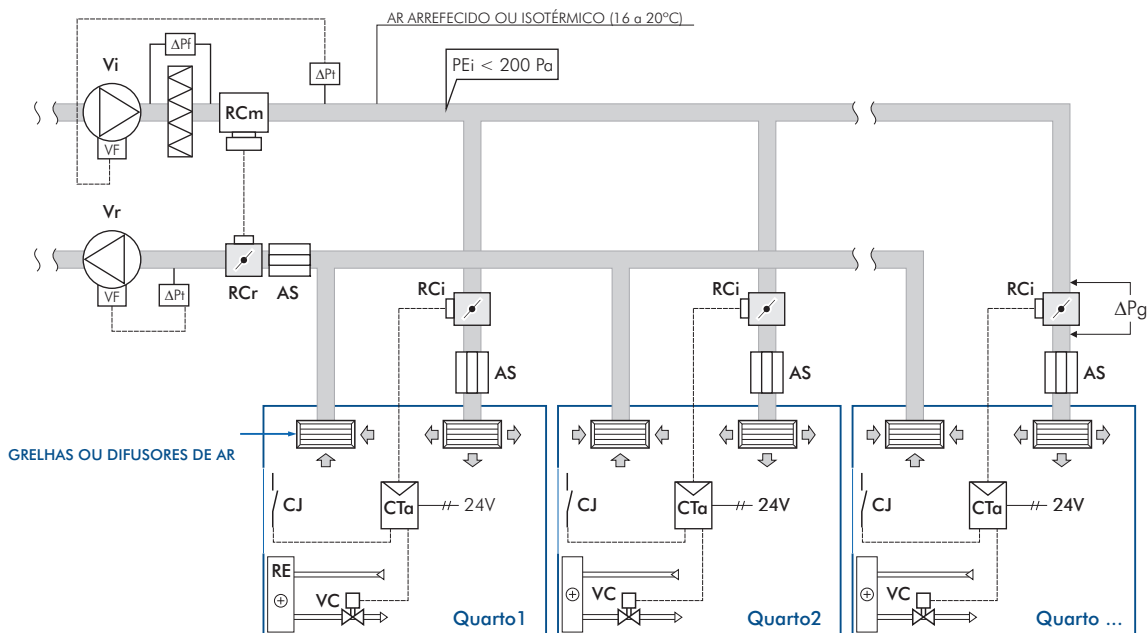 AR ARREFECIDO OU ISOTÉRMICO (16 a 20ºC)
ΔPf
Vi
ΔPt
PEi < 200 Pa
RCm
VF
Vr
VF
ΔPt
RCr
AS
RCi
RCi
RCi
ΔPg
AS
AS
AS
GRELHAS OU DIFUSORES DE AR
CJ
CTa
24V
CJ
CTa
24V
CJ
CTa
24V
RE
VC
VC
VC
Quarto1
Quarto2
Quarto ...